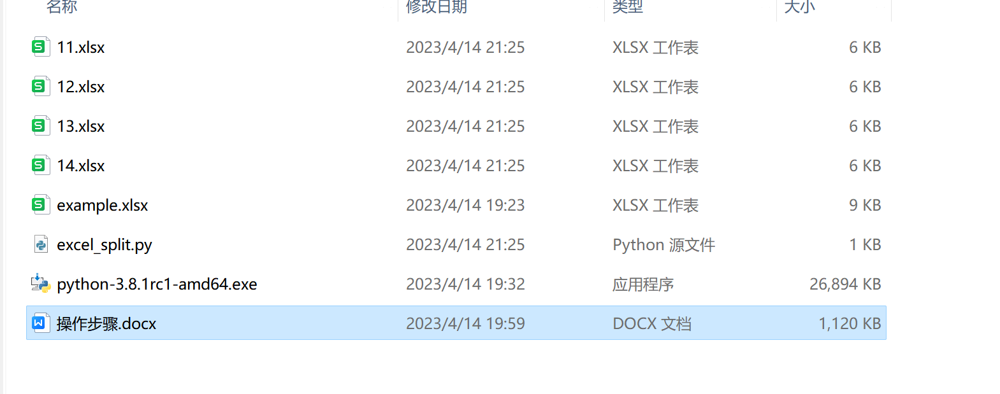 名称 修改日期 类型 大小
11.xlsx 2023/4/14 21:25 XLSX 工作表 6 KB
12.xlsx 2023/4/14 21:25 XLSX 工作表 6 KB
13.xlsx 2023/4/14 21:25 XLSX 工作表 6 KB
14.xlsx 2023/4/14 21:25 XLSX 工作表 6 KB
example.xlsx 2023/4/14 19:23 XLSX 工作表 9 KB
excel_split.py 2023/4/14 21:25 Python 源文件 1 KB
python-3.8.1rc1-amd64.exe 2023/4/14 19:32 应用程序 26,894 KB
操作步骤.docx 2023/4/14 19:59 DOCX 文档 1,120 KB